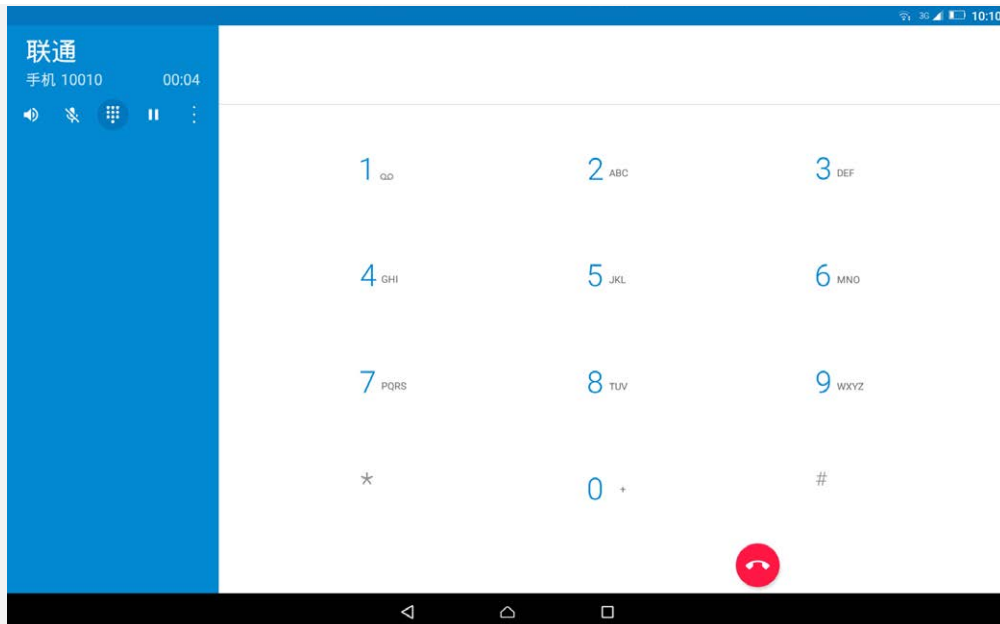 3G 10:10
联通
手机 10010 00:04
1
2 ABC
3 DEF
4 GHI
5 JKL
6 MNO
7 PQRS
8 TUV
9 WXYZ
*
0 +
#